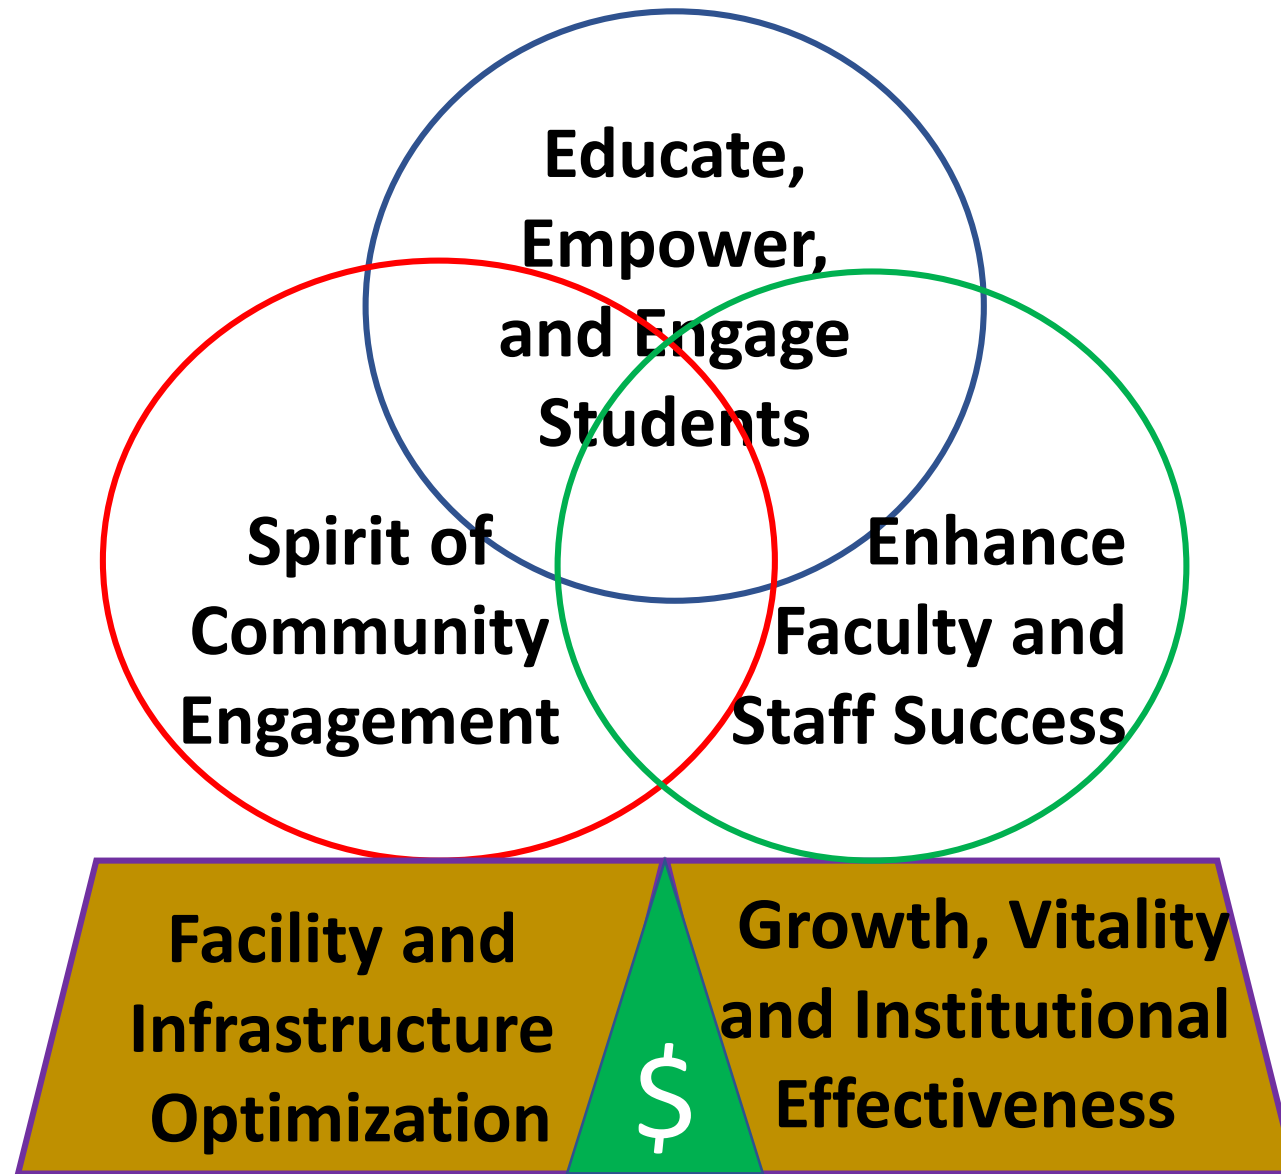 Educate,
Empower,
and Engage
Students
Spirit of
Community
Engagement
Enhance
Faculty and
Staff Success
Facility and
Infrastructure
Optimization
$
Growth, Vitality
and Institutional
Effectiveness